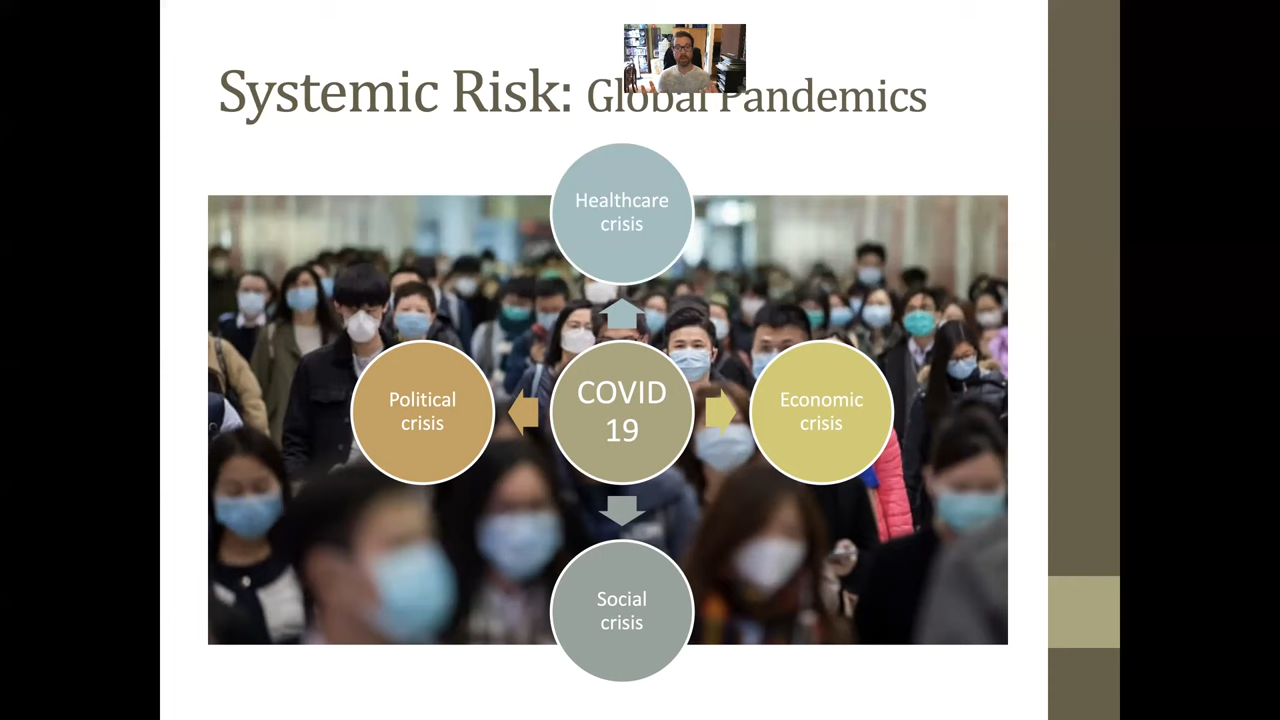 Systemic Risk: Global Pandemics
Healthcare
crisis
Political
crisis
COVID
19
Economic
crisis
Social
crisis